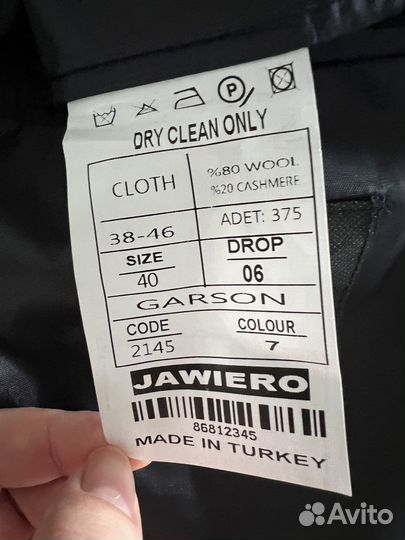 P
DRY CLEAN ONLY
CLOTH
%80 WOOL
%20 CASHMERE
38-46
ADET: 375
SIZE
40
DROP
06
GARSON
CODE
2145
COLOUR
7
JAWIERO
86812345
MADE IN TURKEY
Avito